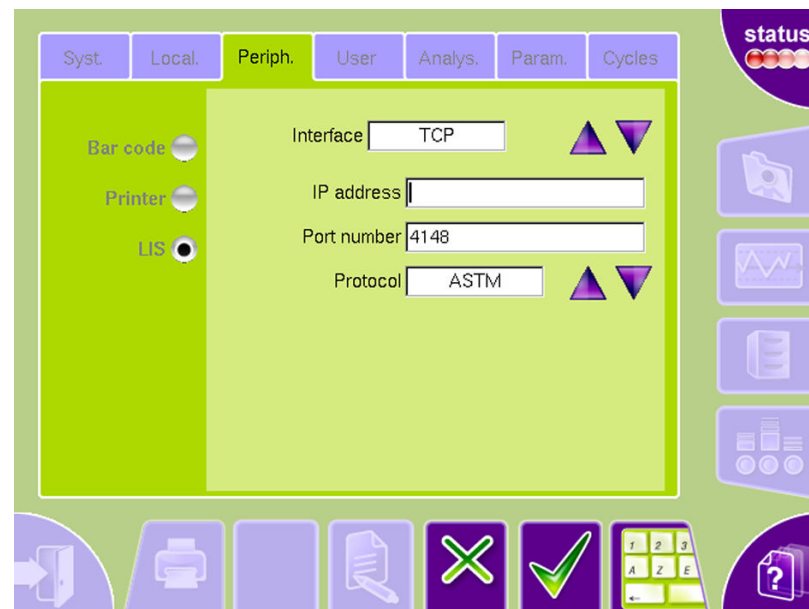 status
Syst. Local. Periph. User Analys. Param. Cycles
Interface TCP
Bar code
Printer
IP address
LIS
Port number 4148
Protocol ASTM
1 2 3
A Z E
?